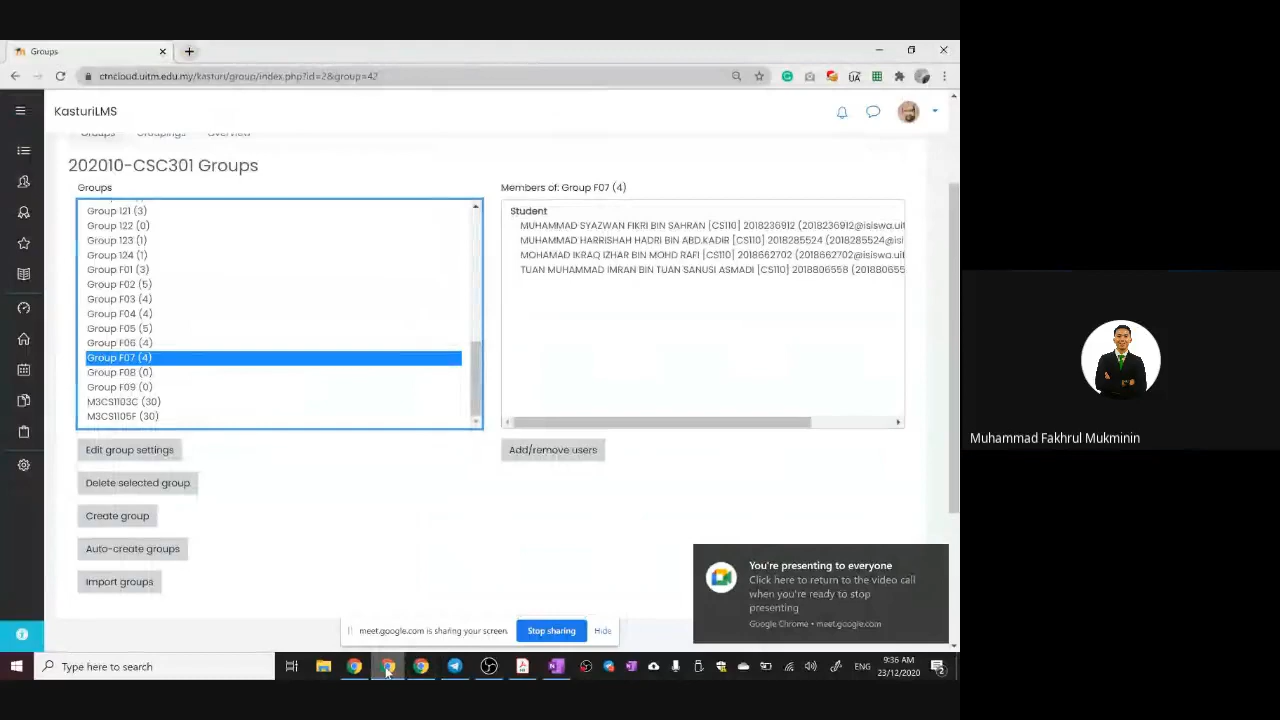 Groups
ctncloud.uitm.edu.my/kasturi/group/index.php?id=2&group=42
KasturiLMS
Groups Groupings Overview
202010-CSC301 Groups
Groups
Members of: Group F07 (4)
Group 121 (3)
Group 122 (0)
Group 123 (1)
Group 124 (1)
Group F01 (3)
Group F02 (5)
Group F03 (4)
Group F04 (4)
Group F05 (5)
Group F06 (4)
Group F07 (4)
Group F08 (0)
Group F09 (0)
M3CS1103C (30)
M3CS1105F (30)
Student
MUHAMMAD SYAZWAN FIKRI BIN SAHRAN [CS110] 2018236912 (2018236912@isiswa.uit
MUHAMMAD HARRISHAH HADRI BIN ABD.KADIR [CS110] 2018285524 (2018285524@isi
MOHAMAD IKRAQ IZHAR BIN MOHD RAFI [CS110] 2018662702 (2018662702@isiswa.uit
TUAN MUHAMMAD IMRAN BIN TUAN SANUSI ASMADI [CS110] 2018806558 (20188065
Edit group settings
Add/remove users
Delete selected group
Create group
Auto-create groups
Import groups
You're presenting to everyone
Click here to return to the video call
when you're ready to stop
presenting
Google Chrome • meet.google.com
meet.google.com is sharing your screen.
Stop sharing
Hide
Type here to search
ENG
9:36 AM
23/12/2020
2
Muhammad Fakhrul Mukminin